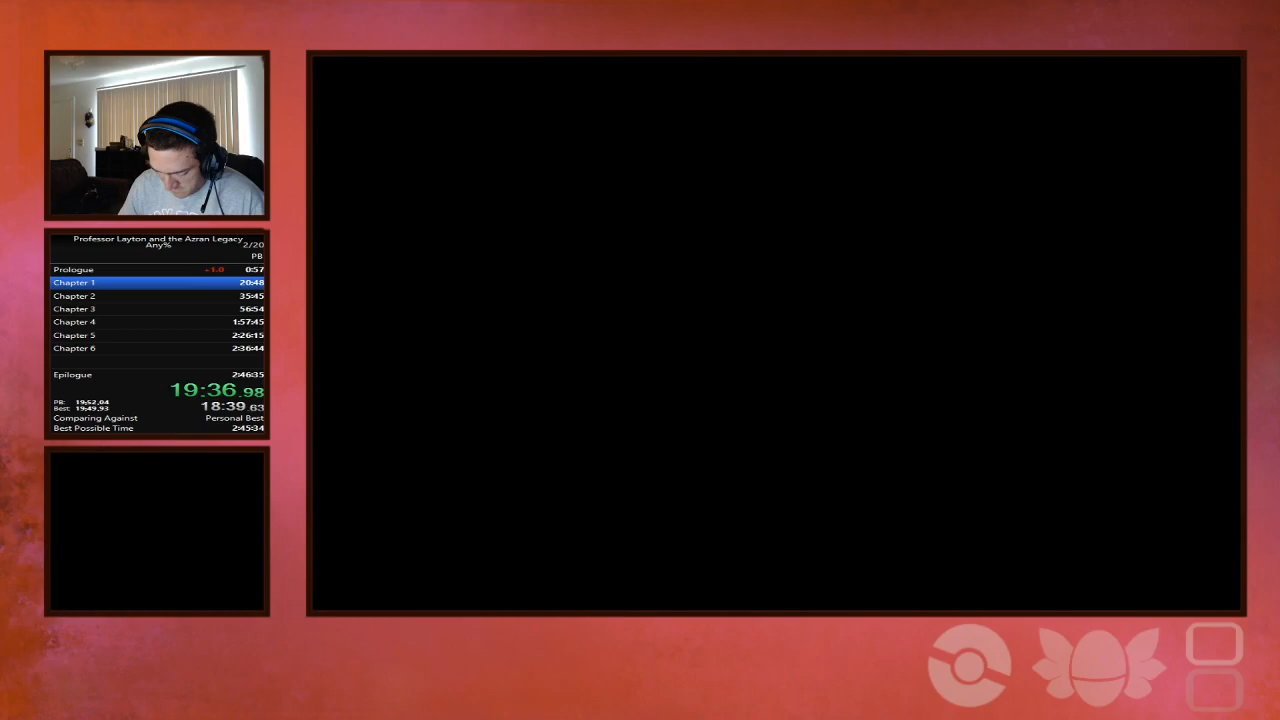 Professor Layton and the Azran Legacy
Any% 2/20
PB
Prologue +1.0 0:57
Chapter 1 20:48
Chapter 2 35:45
Chapter 3 56:54
Chapter 4 1:57:45
Chapter 5 2:26:15
Chapter 6 2:36:44
Epilogue 2:46:35
19:36.98
PB: 19:52.04
Best: 19:49.93 18:39.63
Comparing Against Personal Best
Best Possible Time 2:45:34